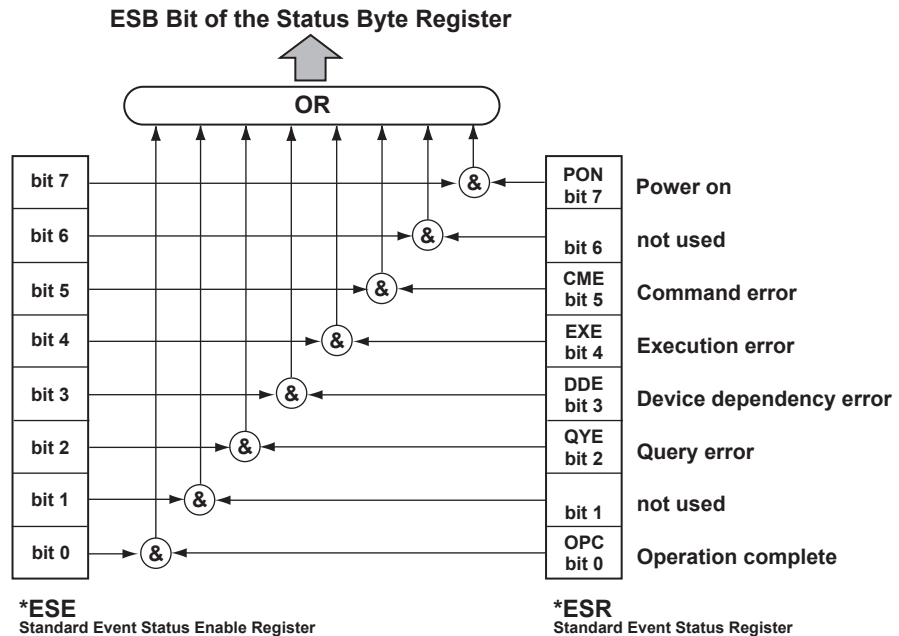 ESB Bit of the Status Byte Register
OR
bit 7
&
PON
bit 7
Power on
bit 6
&
bit 6
not used
bit 5
&
CME
bit 5
Command error
bit 4
&
EXE
bit 4
Execution error
bit 3
&
DDE
bit 3
Device dependency error
bit 2
&
QYE
bit 2
Query error
bit 1
&
bit 1
not used
bit 0
&
OPC
bit 0
Operation complete
*ESE
Standard Event Status Enable Register
*ESR
Standard Event Status Register